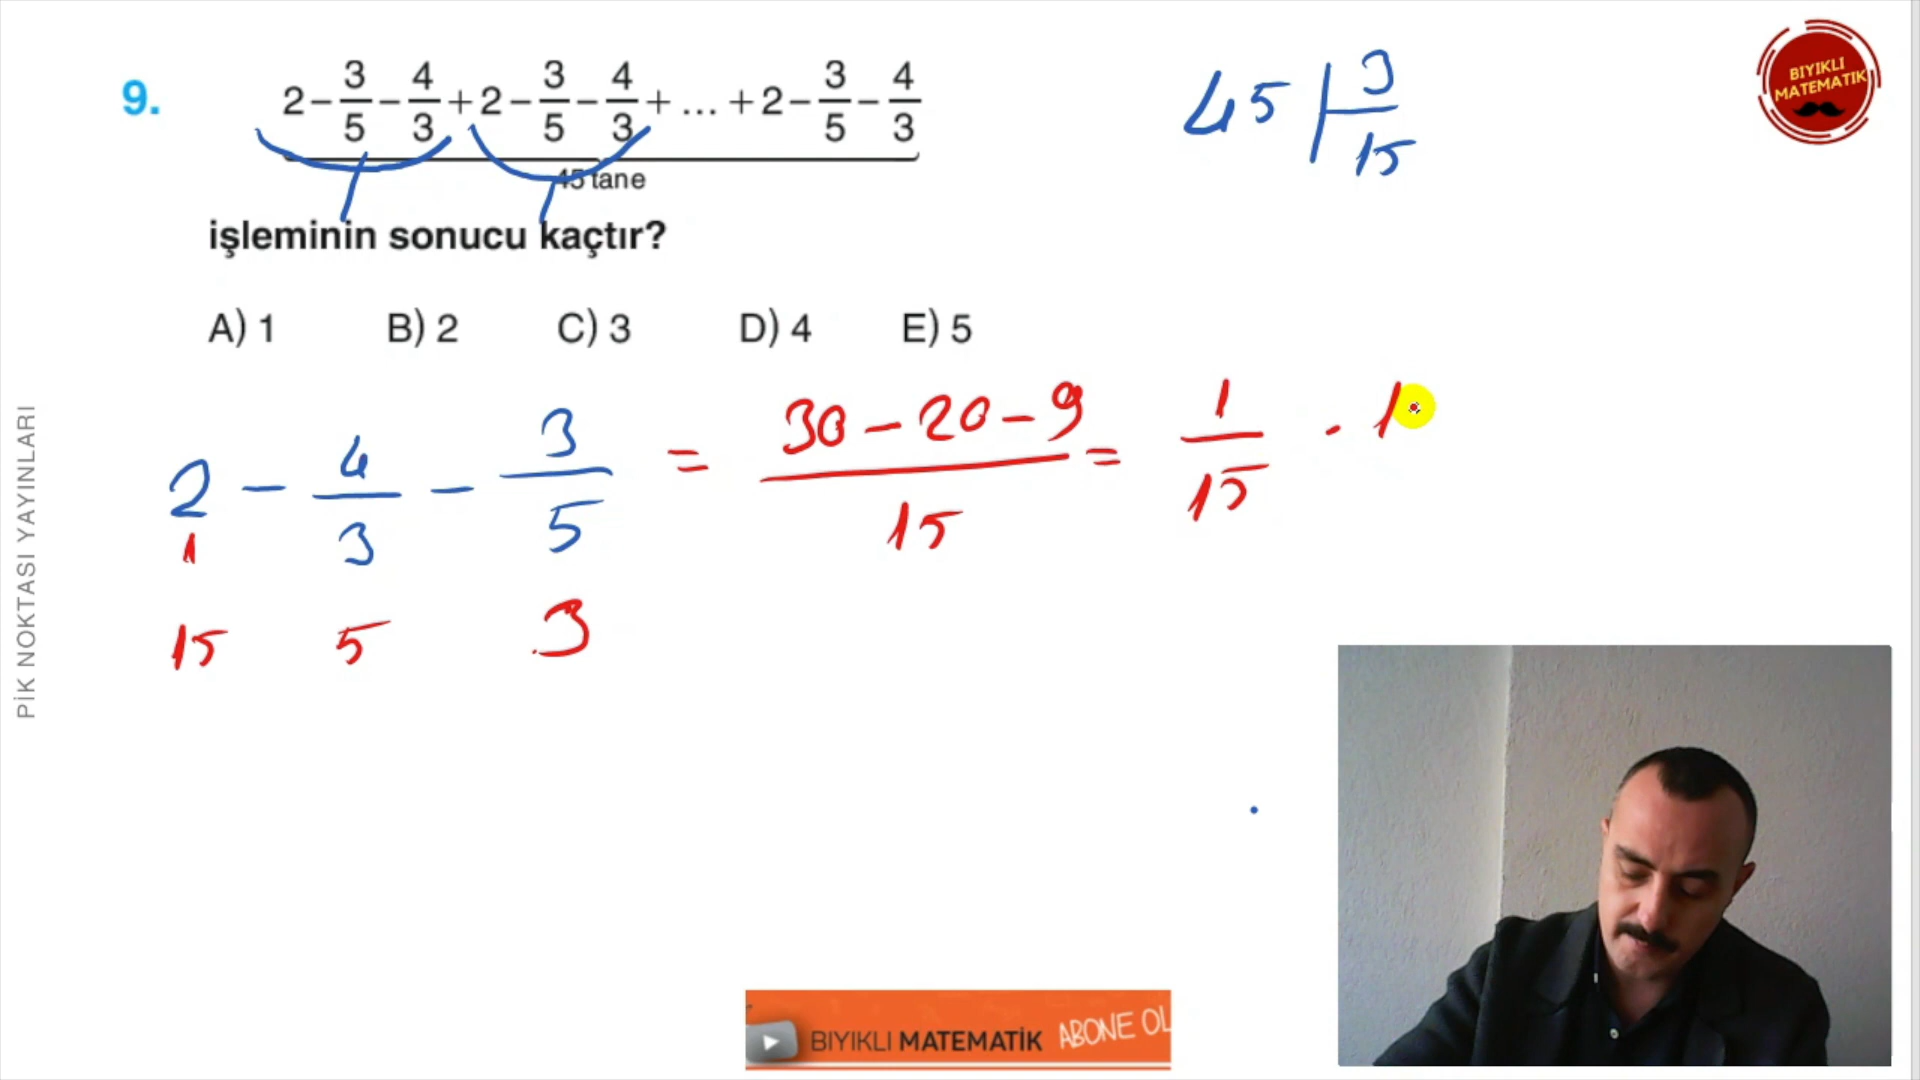 9. 2 - 3/5 - 4/3 + 2 - 3/5 - 4/3 + ... + 2 - 3/5 - 4/3
45 tane
işleminin sonucu kaçtır?
A) 1 B) 2 C) 3 D) 4 E) 5
45 | 3
15
2 - 4/3 - 3/5 = 30 - 20 - 9 / 15 = 1/15 . 1
1
15 5 3
PİK NOKTASI YAYINLARI
BIYIKLI
MATEMATIK
BIYIKLI MATEMATİK ABONE OL